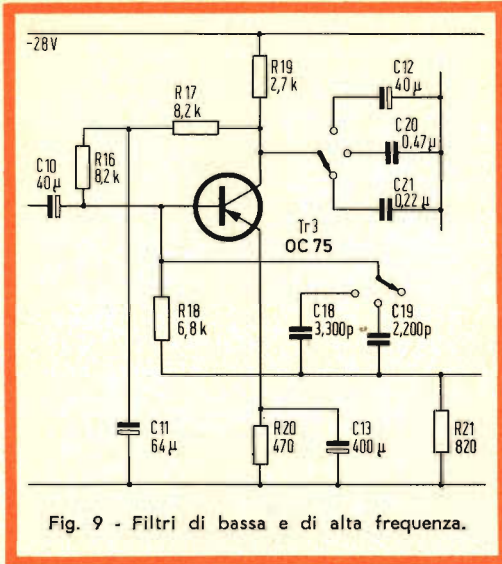 -28V
R19
2,7k
C12
40µ
R17
8,2k
C20
0,47µ
C10
40µ
R16
8,2k
C21
0,22µ
Tr3
OC 75
R18
6,8k
C18
3,300p
C19
2,200p
C11
64µ
R20
470
C13
400µ
R21
820
Fig. 9 - Filtri di bassa e di alta frequenza.